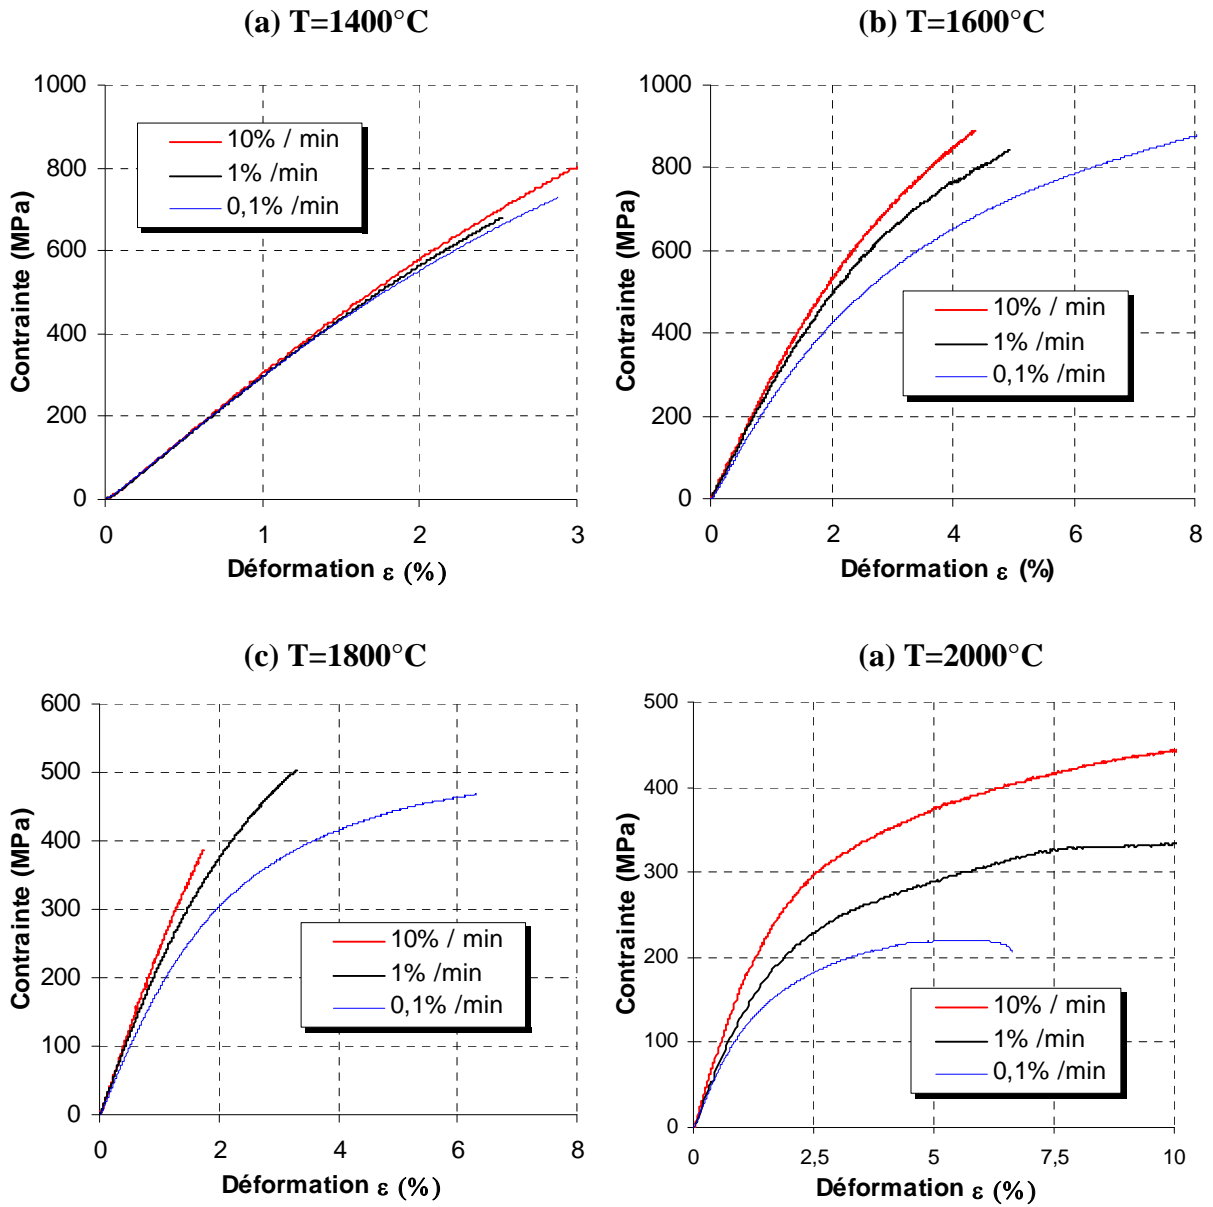 (a) T=1400°C
1000
800
600
400
200
0
0 1 2 3
Contrainte (MPa)
Déformation ε (%)
10% / min
1% /min
0,1% /min
(b) T=1600°C
1000
800
600
400
200
0
0 2 4 6 8
Contrainte (MPa)
Déformation ε (%)
10% / min
1% /min
0,1% /min
(c) T=1800°C
600
500
400
300
200
100
0
0 2 4 6 8
Contrainte (MPa)
Déformation ε (%)
10% / min
1% /min
0,1% /min
(a) T=2000°C
500
400
300
200
100
0
0 2,5 5 7,5 10
Contrainte (MPa)
Déformation ε (%)
10% / min
1% /min
0,1% /min